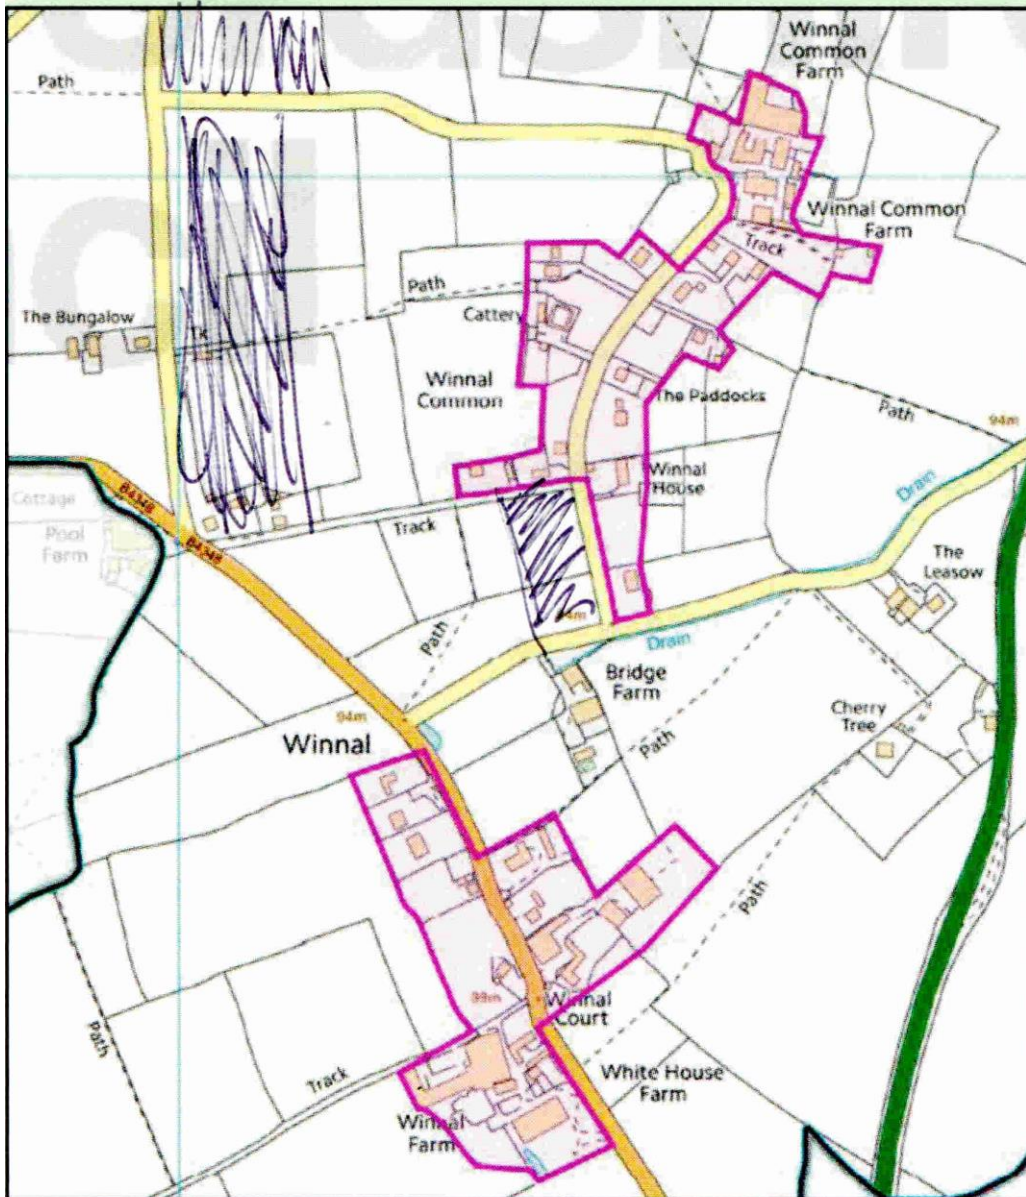 Winnal
Common
Farm
Path
Winnal Common
Farm
Track
Path
The Bungalow
Cattery
Winnal
Common
The Paddocks
Path
94m
Winnal
House
Drain
B4348
B4348
Cottage
Pool
Farm
Track
The
Leasow
Path
Drain
Bridge
Farm
Cherry
Tree
94m
Winnal
Path
Path
Winnal
Court
Path
Track
White House
Farm
Winnal
Farm